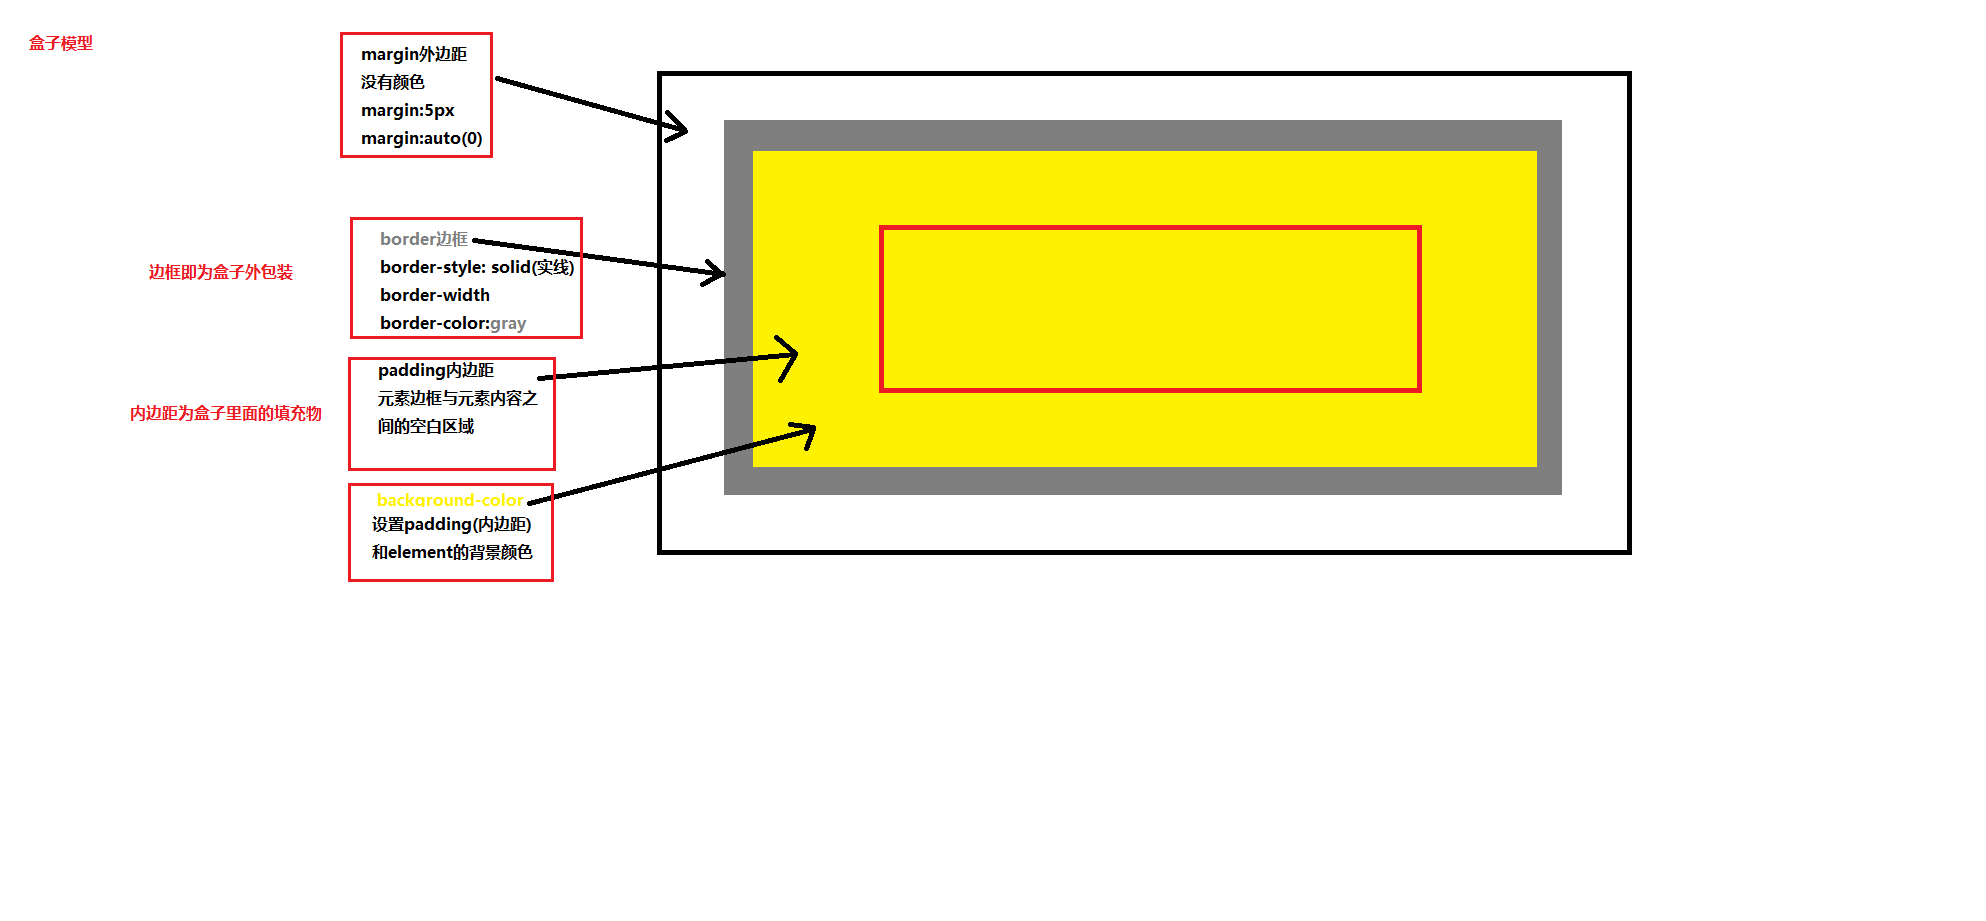 盒子模型
margin外边距
没有颜色
margin:5px
margin:auto(0)
边框即为盒子外包装
border边框
border-style: solid(实线)
border-width
border-color:gray
内边距为盒子里面的填充物
padding内边距
元素边框与元素内容之
间的空白区域
background-color
设置padding(内边距)
和element的背景颜色